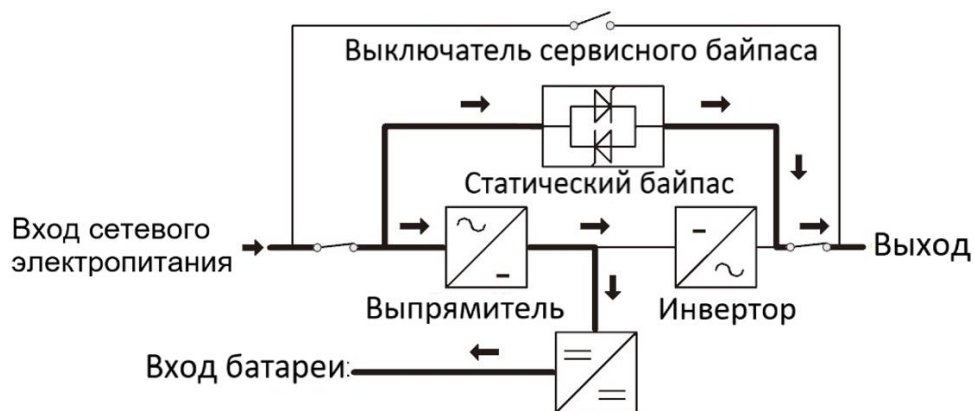 Выключатель сервисного байпаса
Статический байпас
Вход сетевого
электропитания
Выход
Выпрямитель
Инвертор
Вход батареи: